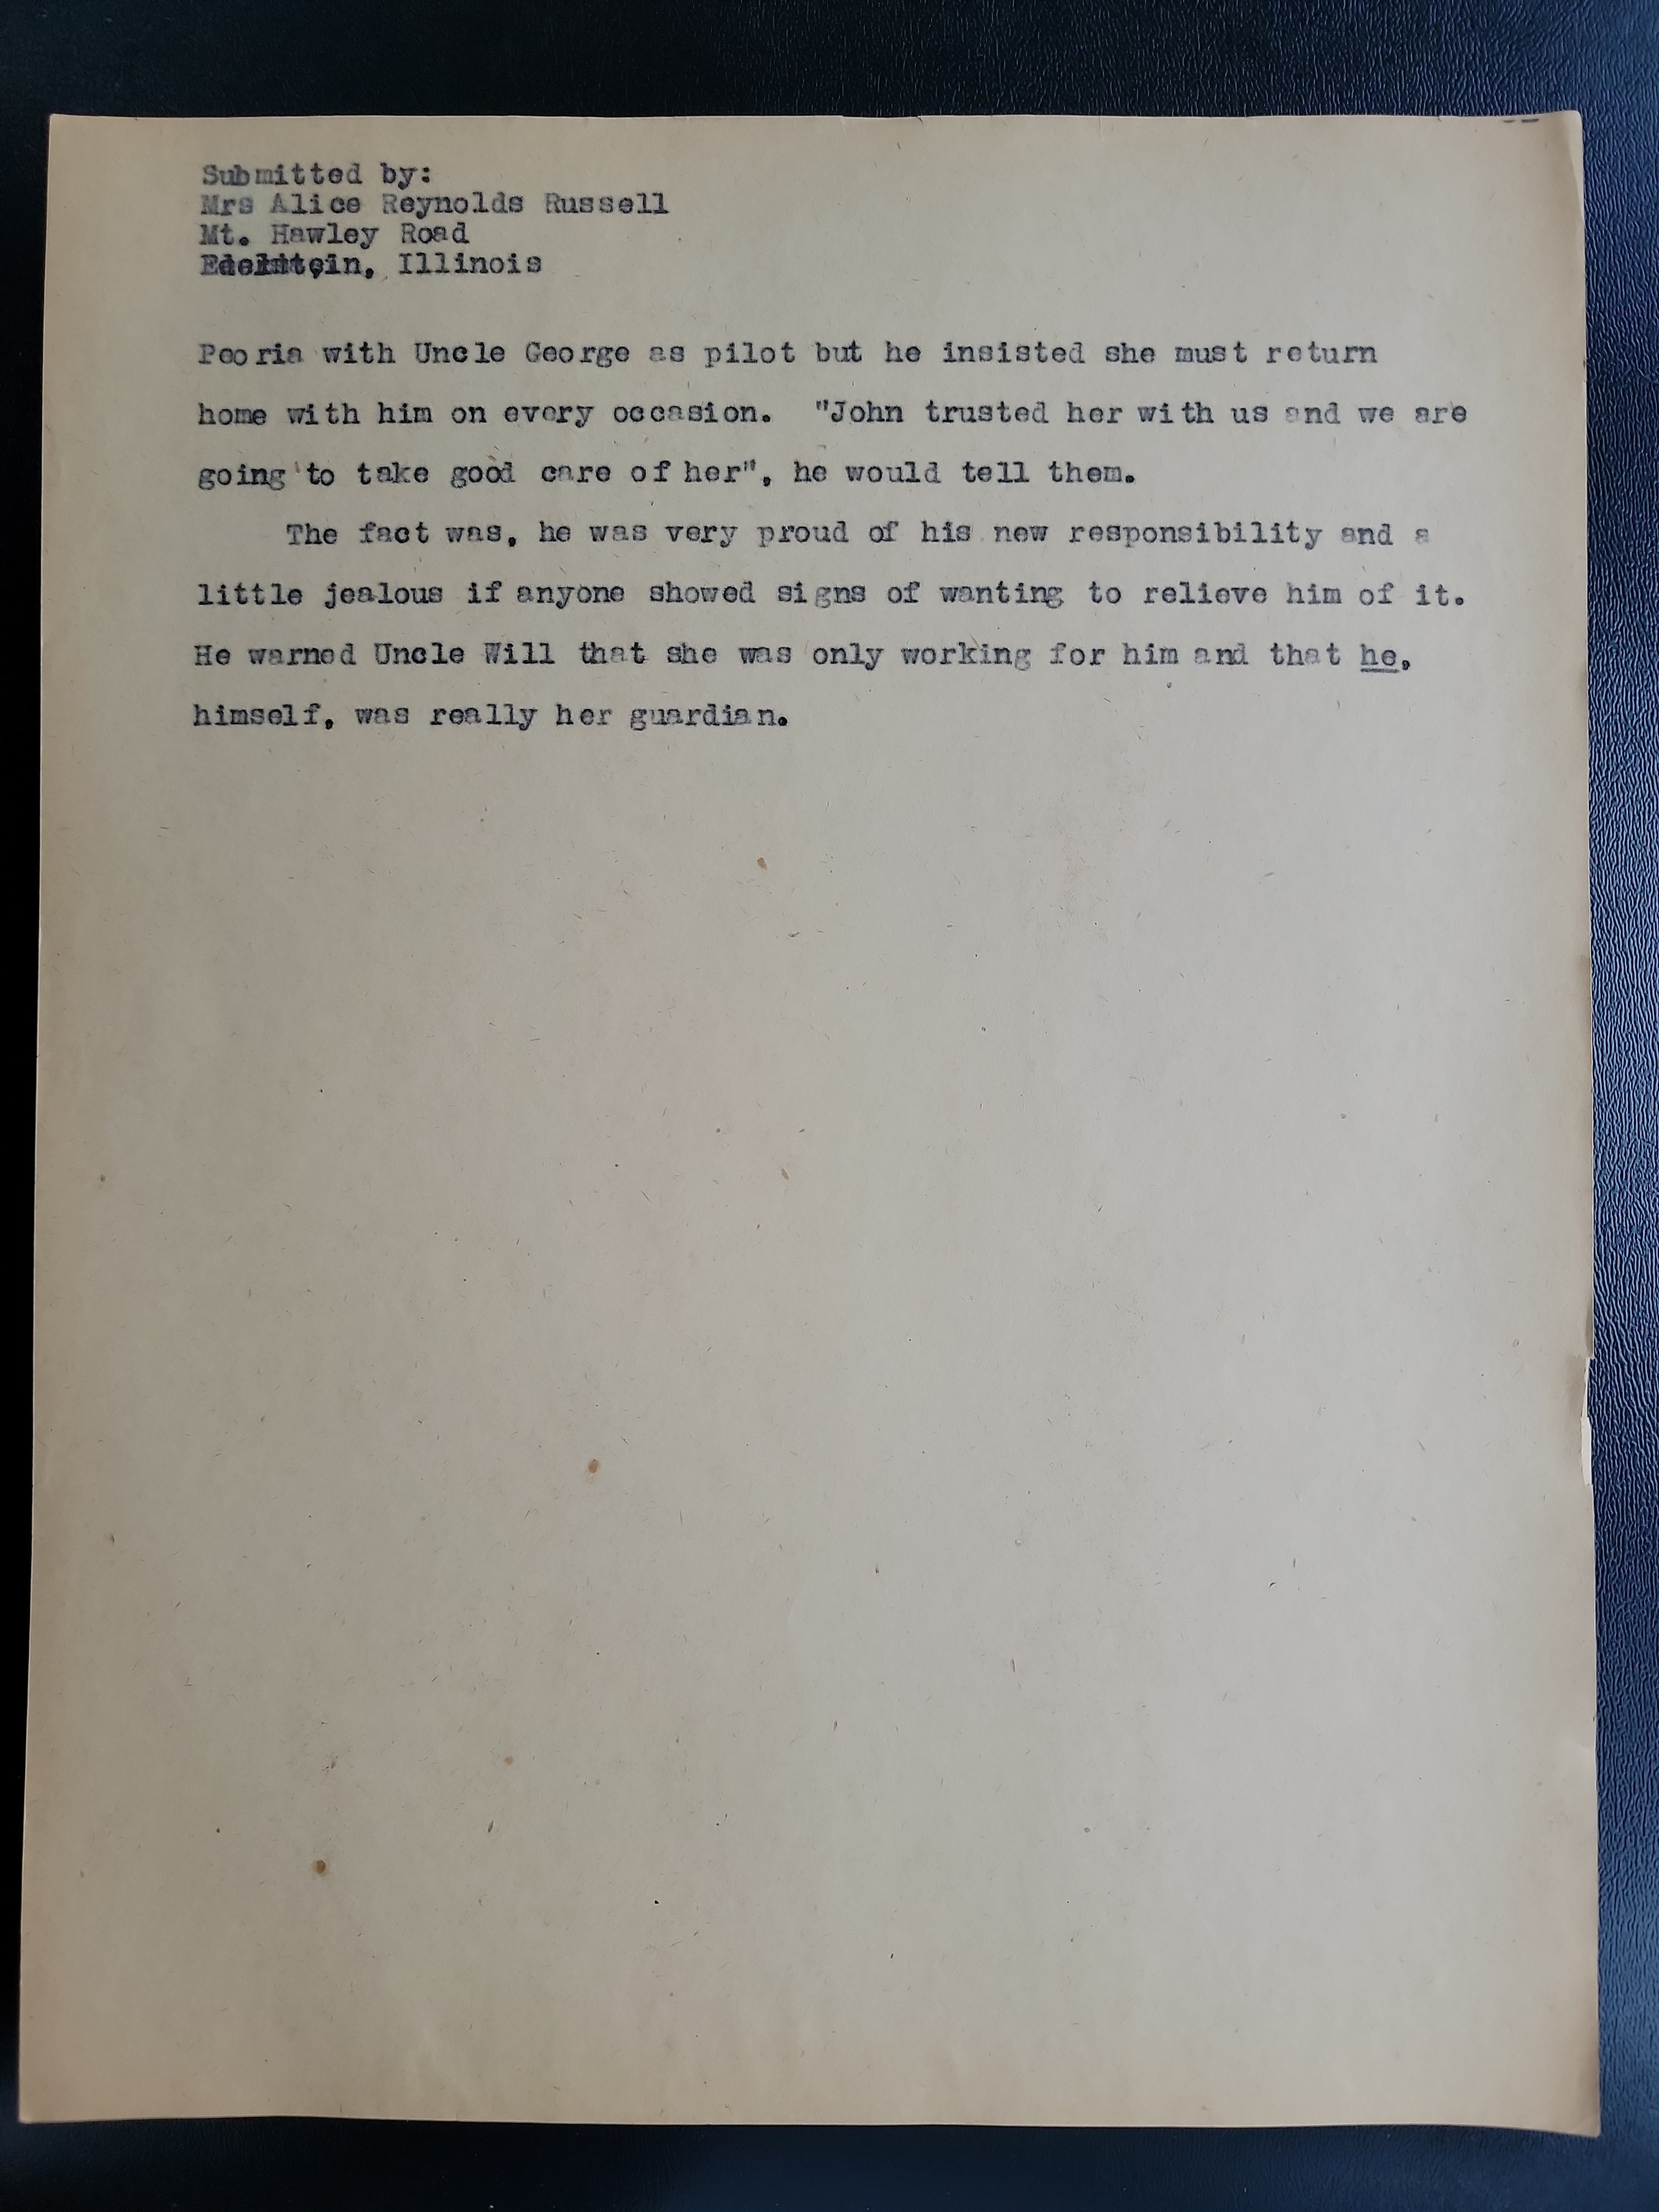 Submitted by:
Mrs Alice Reynolds Russell
Mt. Hawley Road
Edelstein, Illinois
Peoria with Uncle George as pilot but he insisted she must return
home with him on every occasion. "John trusted her with us and we are
going to take good care of her", he would tell them.
The fact was, he was very proud of his new responsibility and a
little jealous if anyone showed signs of wanting to relieve him of it.
He warned Uncle Will that she was only working for him and that he,
himself, was really her guardian.